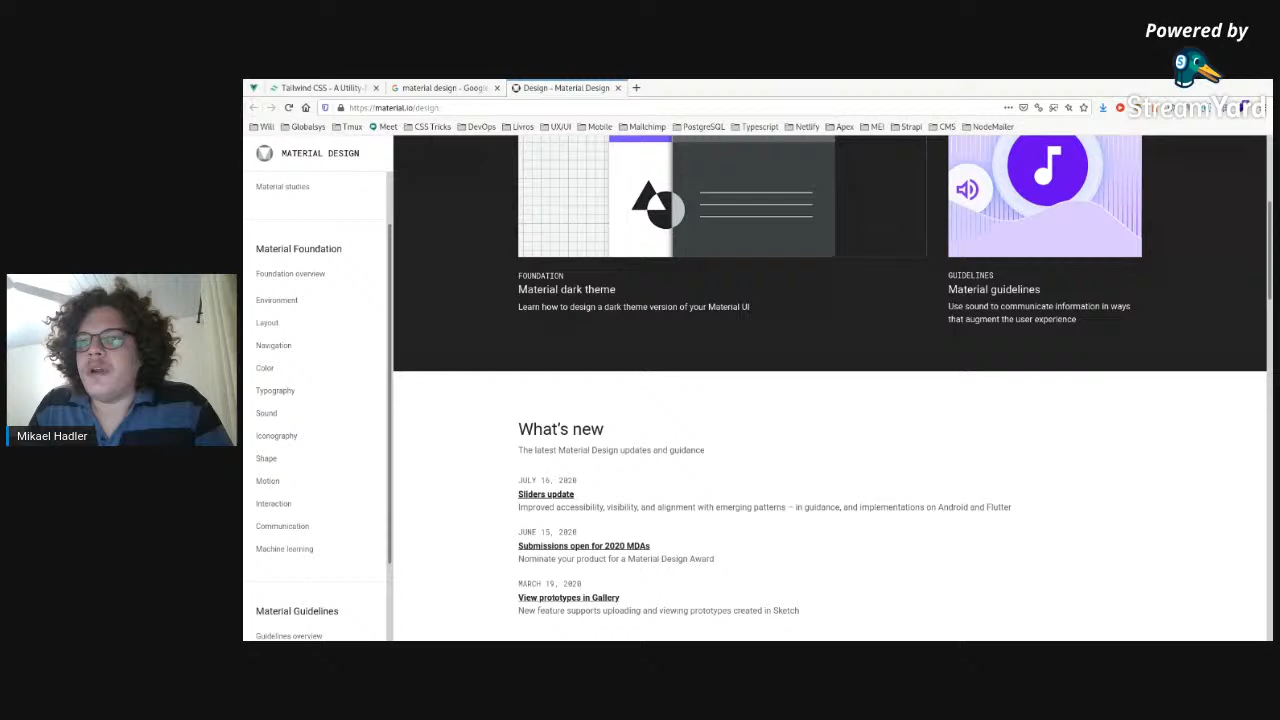 Powered by
StreamYard
Tailwind CSS - A Utility-
material design - Google
Design - Material Design
https://material.io/design
Will
Globalsys
Tmux
Meet
CSS Tricks
DevOps
Livros
UX/UI
Mobile
Mailchimp
PostgreSQL
Typescript
Netlify
Apex
MEI
Strapi
CMS
NodeMailer
MATERIAL DESIGN
Material studies
Material Foundation
Foundation overview
Environment
Layout
Navigation
Color
Typography
Sound
Iconography
Shape
Motion
Interaction
Communication
Machine learning
Material Guidelines
Guidelines overview
FOUNDATION
Material dark theme
Learn how to design a dark theme version of your Material UI
GUIDELINES
Material guidelines
Use sound to communicate information in ways
that augment the user experience
What's new
The latest Material Design updates and guidance
JULY 16, 2020
Sliders update
Improved accessibility, visibility, and alignment with emerging patterns – in guidance, and implementations on Android and Flutter
JUNE 15, 2020
Submissions open for 2020 MDAs
Nominate your product for a Material Design Award
MARCH 19, 2020
View prototypes in Gallery
New feature supports uploading and viewing prototypes created in Sketch
Mikael Hadler